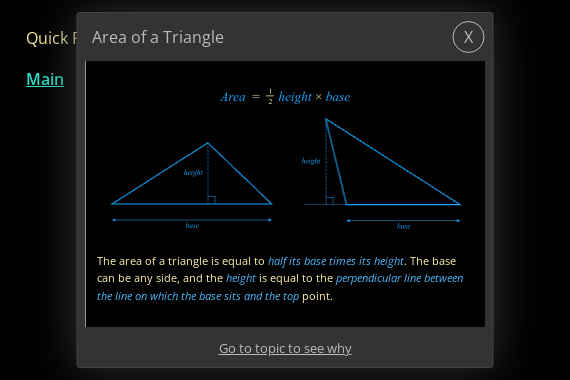 Quick
Main
Area of a Triangle
X
Area = 1/2 height × base
height
base
height
base
The area of a triangle is equal to half its base times its height. The base
can be any side, and the height is equal to the perpendicular line between
the line on which the base sits and the top point.
Go to topic to see why